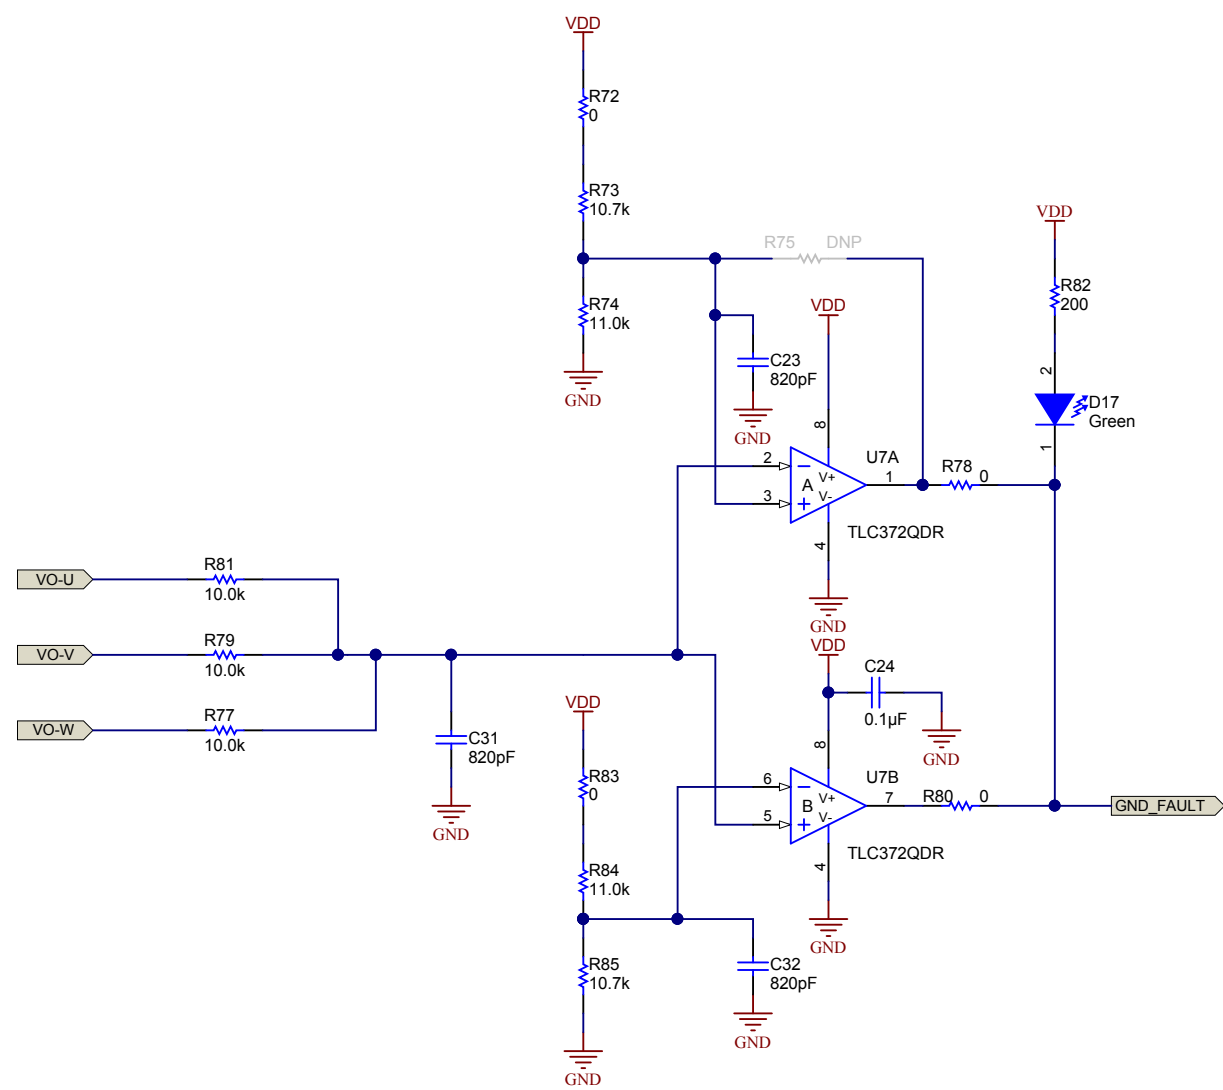 VDD
R72
0
R73
10.7k
VDD
R75 DNP
R82
200
R74
11.0k
VDD
GND
C23
820pF
2
D17
Green
GND
8
1
2
U7A
A
V+
V-
1
R78
0
3
TLC372QDR
4
VO-U
R81
10.0k
GND
VO-V
R79
10.0k
VDD
C24
0.1µF
VO-W
R77
10.0k
VDD
C31
820pF
8
GND
R83
0
6
U7B
B
V+
V-
7
R80
0
GND_FAULT
5
GND
TLC372QDR
4
R84
11.0k
GND
R85
10.7k
C32
820pF
GND
GND